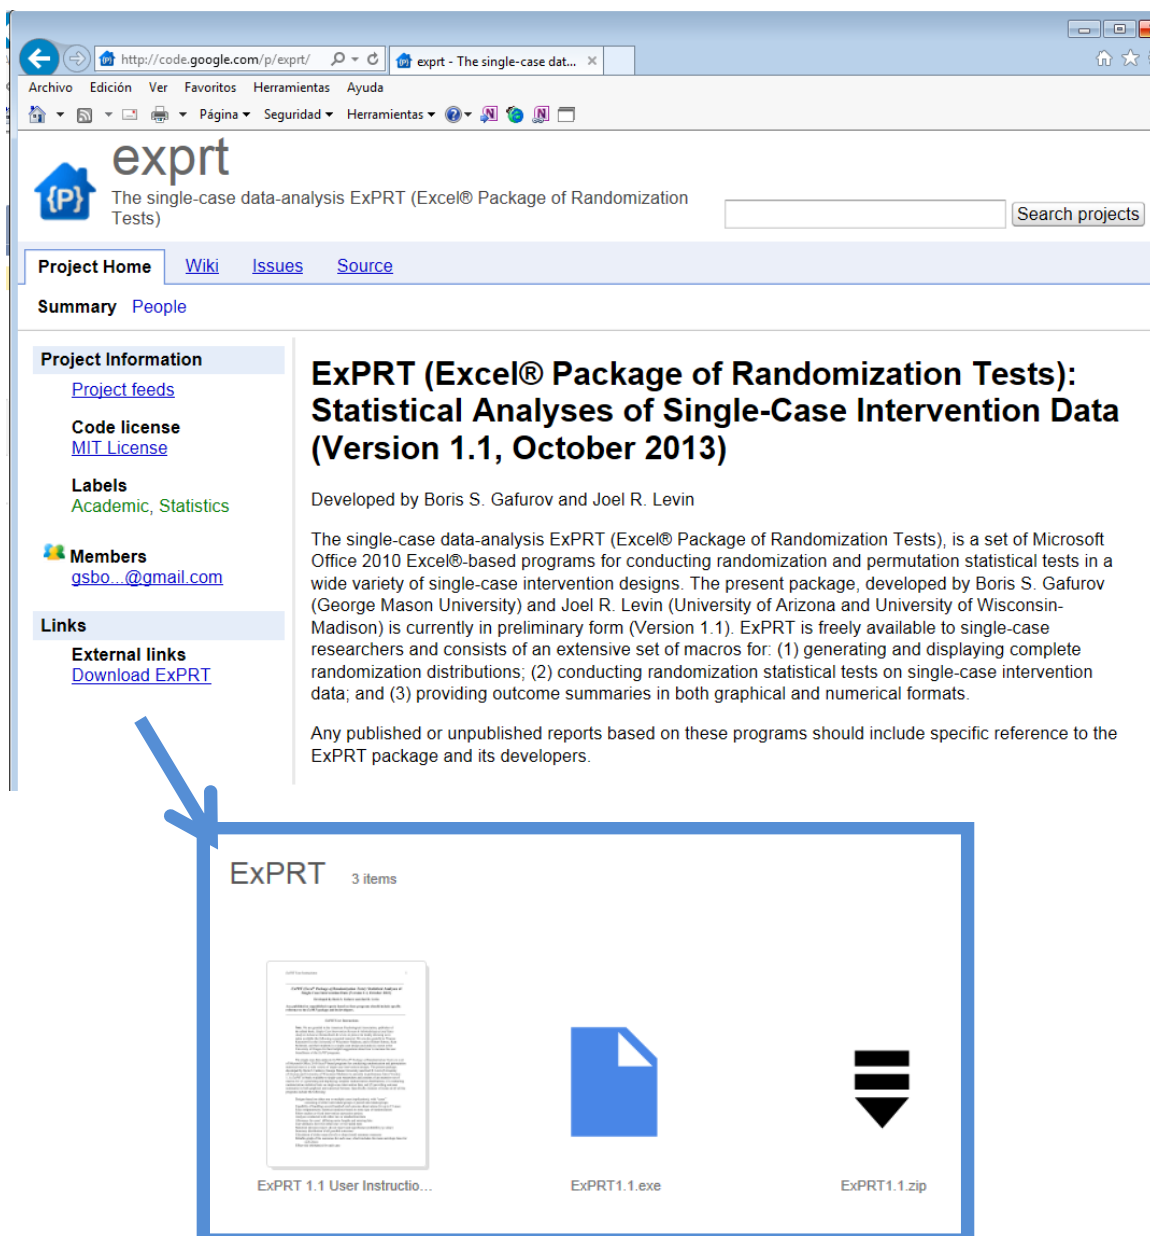 http://code.google.com/p/exprt/
exprt - The single-case dat...
Archivo Edición Ver Favoritos Herramientas Ayuda
Página Seguridad Herramientas
exprt
{P}
The single-case data-analysis ExPRT (Excel® Package of Randomization
Tests)
Search projects
Project Home Wiki Issues Source
Summary People
Project Information
Project feeds
Code license
MIT License
Labels
Academic, Statistics
Members
gsbo...@gmail.com
Links
External links
Download ExPRT
ExPRT (Excel® Package of Randomization Tests):
Statistical Analyses of Single-Case Intervention Data
(Version 1.1, October 2013)
Developed by Boris S. Gafurov and Joel R. Levin
The single-case data-analysis ExPRT (Excel® Package of Randomization Tests), is a set of Microsoft
Office 2010 Excel®-based programs for conducting randomization and permutation statistical tests in a
wide variety of single-case intervention designs. The present package, developed by Boris S. Gafurov
(George Mason University) and Joel R. Levin (University of Arizona and University of Wisconsin-
Madison) is currently in preliminary form (Version 1.1). ExPRT is freely available to single-case
researchers and consists of an extensive set of macros for: (1) generating and displaying complete
randomization distributions; (2) conducting randomization statistical tests on single-case intervention
data; and (3) providing outcome summaries in both graphical and numerical formats.
Any published or unpublished reports based on these programs should include specific reference to the
ExPRT package and its developers.
ExPRT 3 items
ExPRT 1.1 User Instructio...
ExPRT1.1.exe
ExPRT1.1.zip